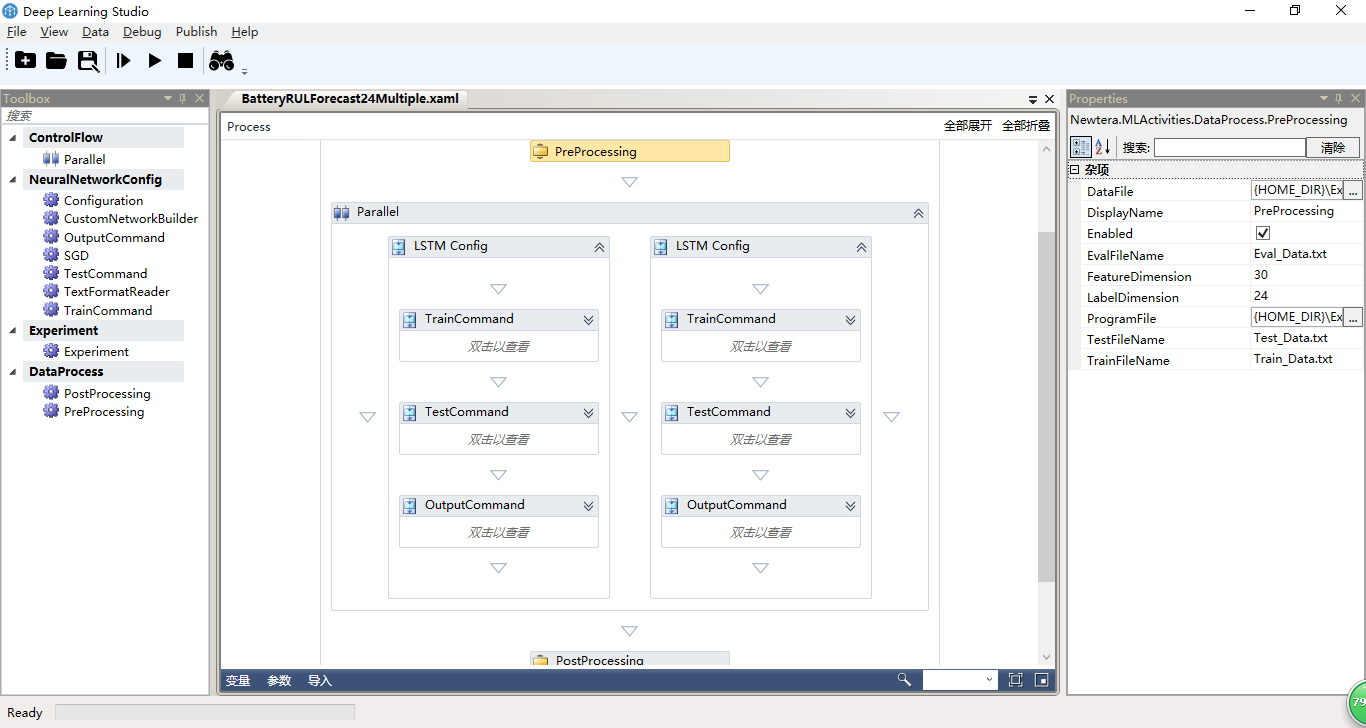 Deep Learning Studio
File View Data Debug Publish Help
Toolbox
搜索
ControlFlow
Parallel
NeuralNetworkConfig
Configuration
CustomNetworkBuilder
OutputCommand
SGD
TestCommand
TextFormatReader
TrainCommand
Experiment
Experiment
DataProcess
PostProcessing
PreProcessing
BatteryRULForecast24Multiple.xaml
Process 全部展开 全部折叠
PreProcessing
Parallel
LSTM Config LSTM Config
TrainCommand TrainCommand
双击以查看 双击以查看
TestCommand TestCommand
双击以查看 双击以查看
OutputCommand OutputCommand
双击以查看 双击以查看
PostProcessing
变量 参数 导入
Properties
Newtera.MLActivities.DataProcess.PreProcessing
搜索: 清除
杂项
DataFile {HOME_DIR}\Ex ...
DisplayName PreProcessing
Enabled
EvalFileName Eval_Data.txt
FeatureDimension 30
LabelDimension 24
ProgramFile {HOME_DIR}\Ex ...
TestFileName Test_Data.txt
TrainFileName Train_Data.txt
Ready
79